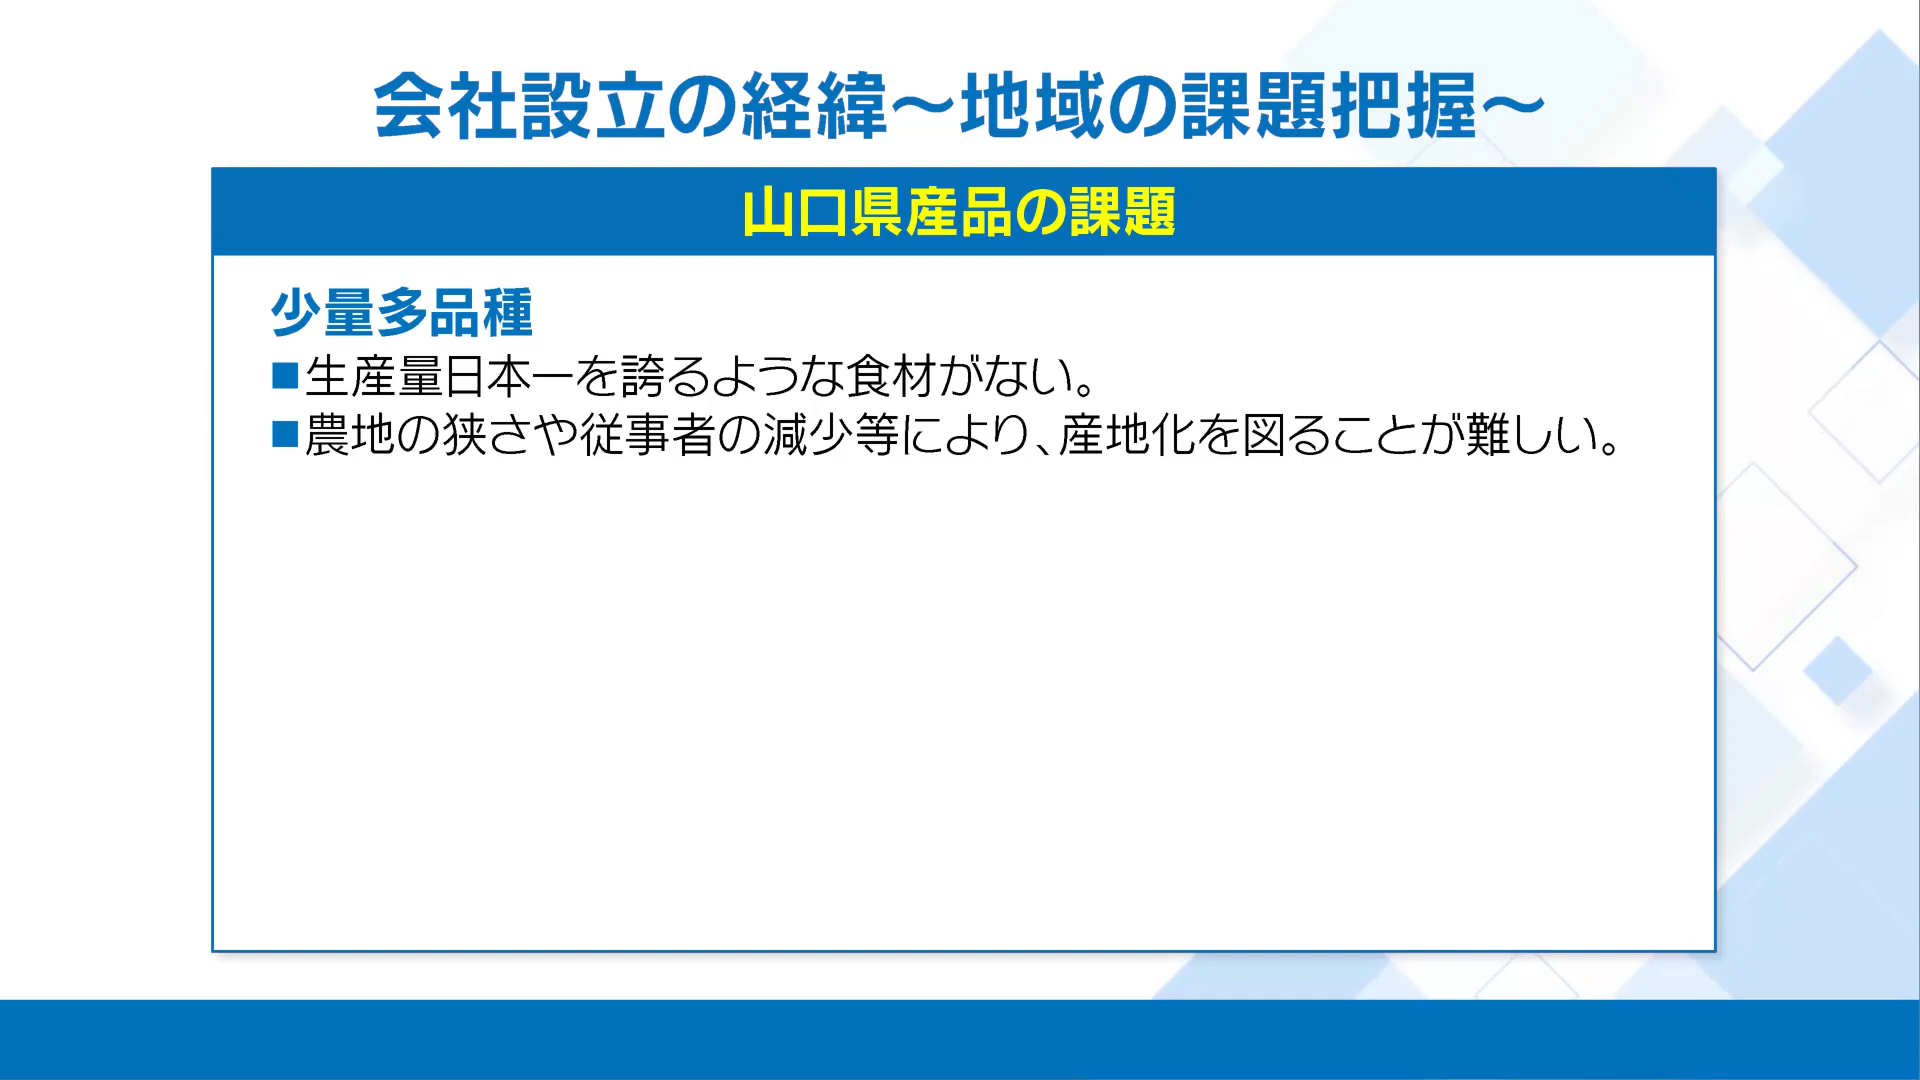 会社設立の経緯～地域の課題把握～
山口県産品の課題
少量多品種
■生産量日本一を誇るような食材がない。
■農地の狭さや従事者の減少等により、産地化を図ることが難しい。